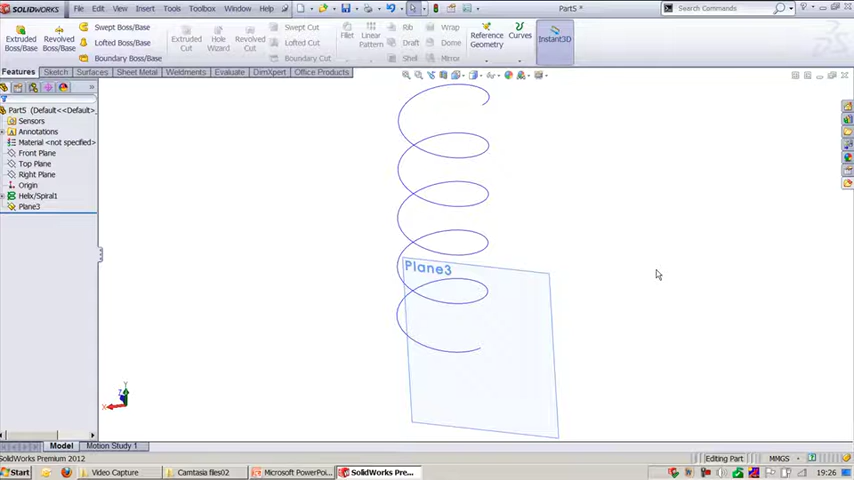 SOLIDWORKS File Edit View Insert Tools Toolbox Window Help Part5 * Search Commands
Extruded Boss/Base
Revolved Boss/Base
Swept Boss/Base
Lofted Boss/Base
Boundary Boss/Base
Extruded Cut
Hole Wizard
Revolved Cut
Swept Cut
Lofted Cut
Boundary Cut
Fillet
Linear Pattern
Rib
Draft
Shell
Wrap
Dome
Mirror
Reference Geometry
Curves
Instant3D
Features Sketch Surfaces Sheet Metal Weldments Evaluate DimXpert Office Products
Part5 (Default<<Default>_
Sensors
Annotations
Material <not specified>
Front Plane
Top Plane
Right Plane
Origin
Helix/Spiral1
Plane3
Plane3
Y
Z
X
Model Motion Study 1
SolidWorks Premium 2012 Editing Part MMGS
Start Video Capture Camtasia files02 Microsoft PowerPoi... SolidWorks Pre... 19:26